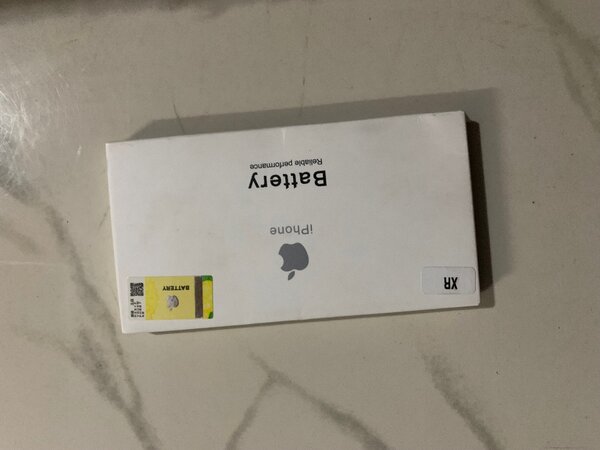 XR
iPhone
Battery
Reliable performance
BATTERY